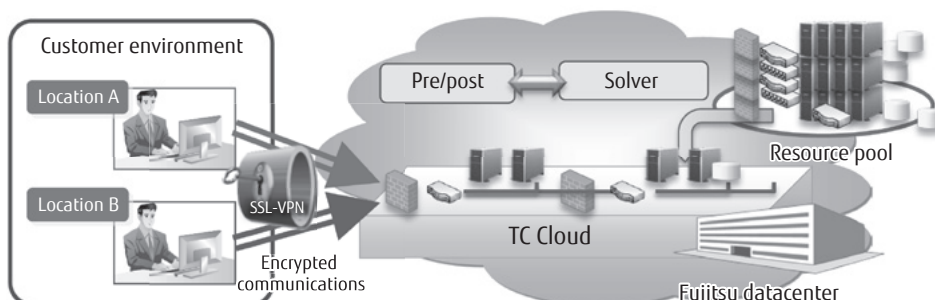 Customer environment
Location A
Location B
SSL-VPN
Encrypted
communications
Pre/post
Solver
TC Cloud
Resource pool
Fujitsu datacenter